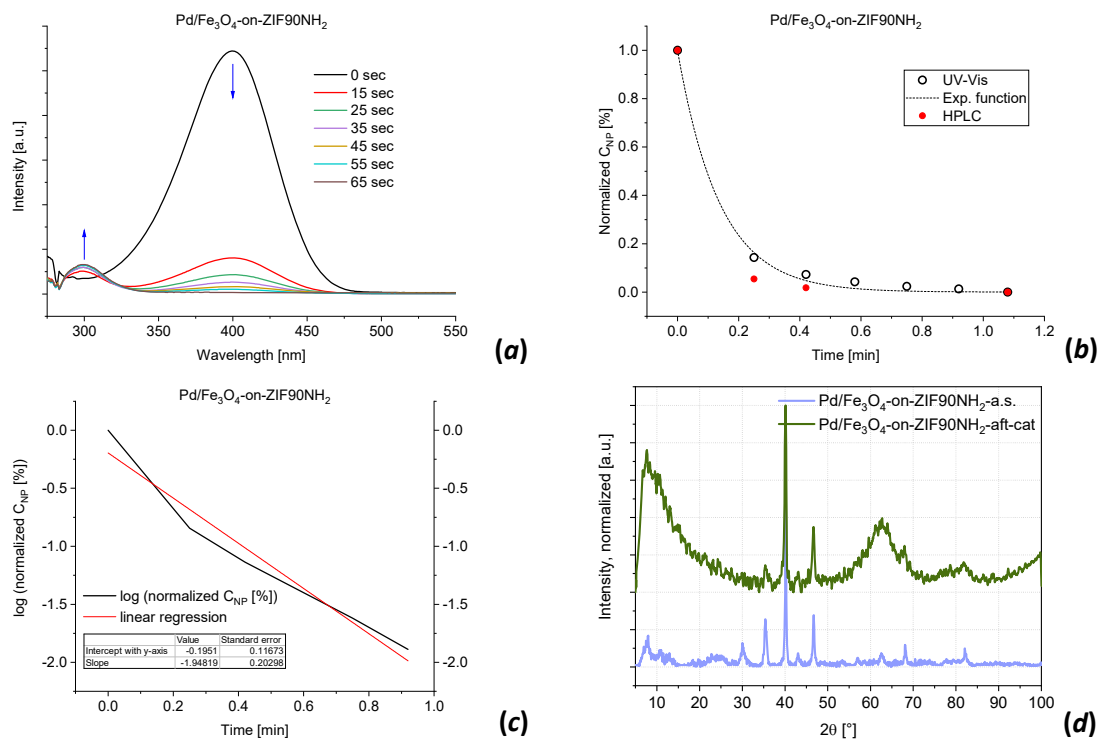 Pd/Fe₃O₄-on-ZIF90NH₂
Intensity [a.u.]
0 sec
15 sec
25 sec
35 sec
45 sec
55 sec
65 sec
300 350 400 450 500 550
Wavelength [nm]
(a)
Pd/Fe₃O₄-on-ZIF90NH₂
Normalized C_NP [%]
1.0
0.8
0.6
0.4
0.2
0.0
UV-Vis
Exp. function
HPLC
0.0 0.2 0.4 0.6 0.8 1.0 1.2
Time [min]
(b)
Pd/Fe₃O₄-on-ZIF90NH₂
log (normalized C_NP [%])
0.0 0.0
-0.5 -0.5
-1.0 -1.0
-1.5 -1.5
-2.0 -2.0
log (normalized C_NP [%])
linear regression
Value Standard error
Intercept with y-axis -0.1951 0.11673
Slope -1.94819 0.20298
log (normalized C_NP [%])
0.0 0.2 0.4 0.6 0.8 1.0
Time [min]
(c)
Intensity, normalized [a.u.]
Pd/Fe₃O₄-on-ZIF90NH₂-a.s.
Pd/Fe₃O₄-on-ZIF90NH₂-aft-cat
10 20 30 40 50 60 70 80 90 100
2θ [°]
(d)